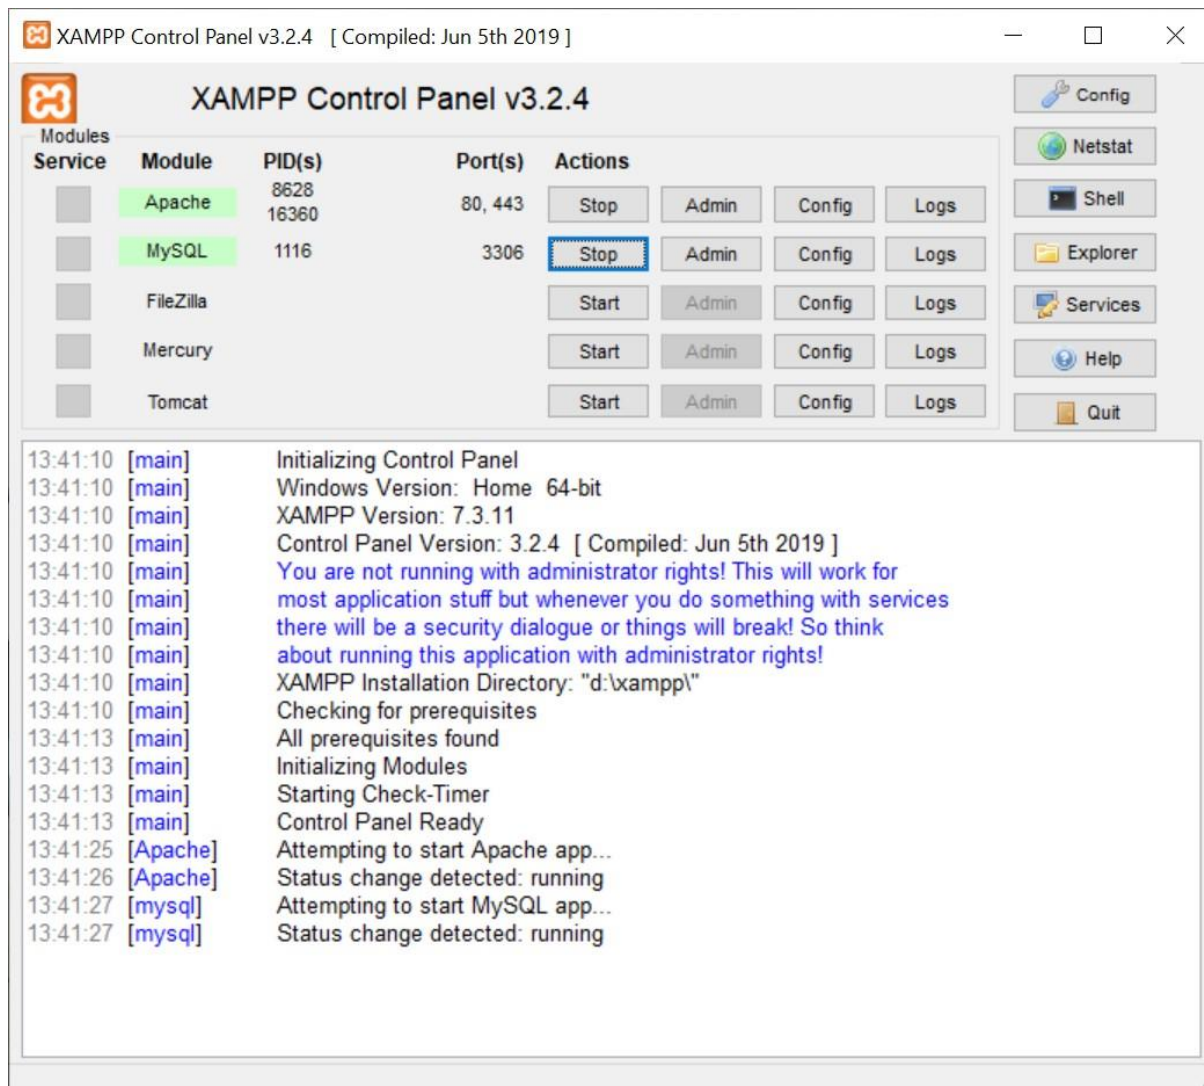 XAMPP Control Panel v3.2.4 [ Compiled: Jun 5th 2019 ]
XAMPP Control Panel v3.2.4
Config
Modules
Netstat
Service Module PID(s) Port(s) Actions
Apache 8628 80, 443 Stop Admin Config Logs
16360
Shell
MySQL 1116 3306 Stop Admin Config Logs
Explorer
FileZilla Start Admin Config Logs
Services
Mercury Start Admin Config Logs
Help
Tomcat Start Admin Config Logs
Quit
13:41:10 [main] Initializing Control Panel
13:41:10 [main] Windows Version: Home 64-bit
13:41:10 [main] XAMPP Version: 7.3.11
13:41:10 [main] Control Panel Version: 3.2.4 [ Compiled: Jun 5th 2019 ]
13:41:10 [main] You are not running with administrator rights! This will work for
13:41:10 [main] most application stuff but whenever you do something with services
13:41:10 [main] there will be a security dialogue or things will break! So think
13:41:10 [main] about running this application with administrator rights!
13:41:10 [main] XAMPP Installation Directory: "d:\xampp\"
13:41:10 [main] Checking for prerequisites
13:41:13 [main] All prerequisites found
13:41:13 [main] Initializing Modules
13:41:13 [main] Starting Check-Timer
13:41:13 [main] Control Panel Ready
13:41:25 [Apache] Attempting to start Apache app...
13:41:26 [Apache] Status change detected: running
13:41:27 [mysql] Attempting to start MySQL app...
13:41:27 [mysql] Status change detected: running